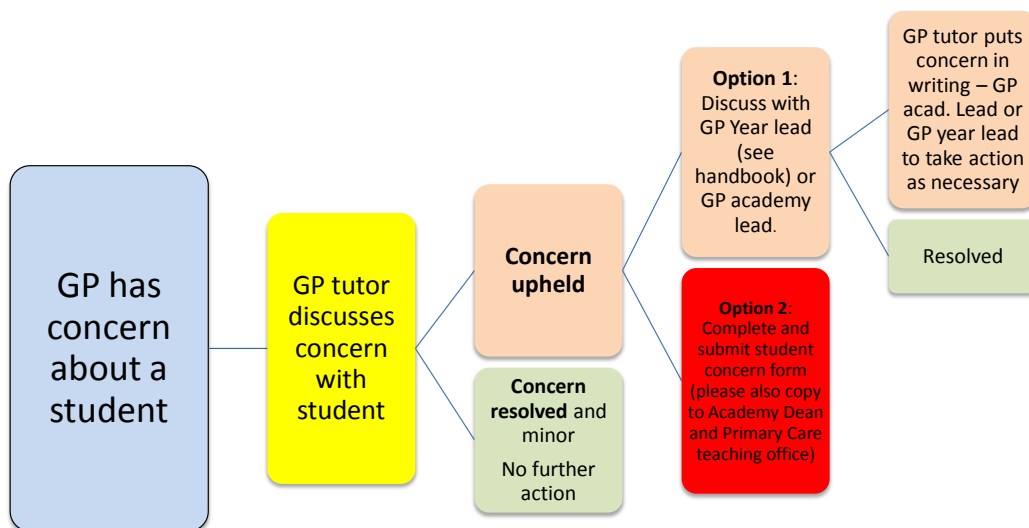 GP has
concern
about a
student
GP tutor
discusses
concern
with
student
Concern
upheld
Concern
resolved and
minor
No further
action
Option 1:
Discuss with
GP Year lead
(see
handbook) or
GP academy
lead.
Option 2:
Complete and
submit student
concern form
(please also copy
to Academy Dean
and Primary Care
teaching office)
GP tutor puts
concern in
writing – GP
acad. Lead or
GP year lead
to take action
as necessary
Resolved